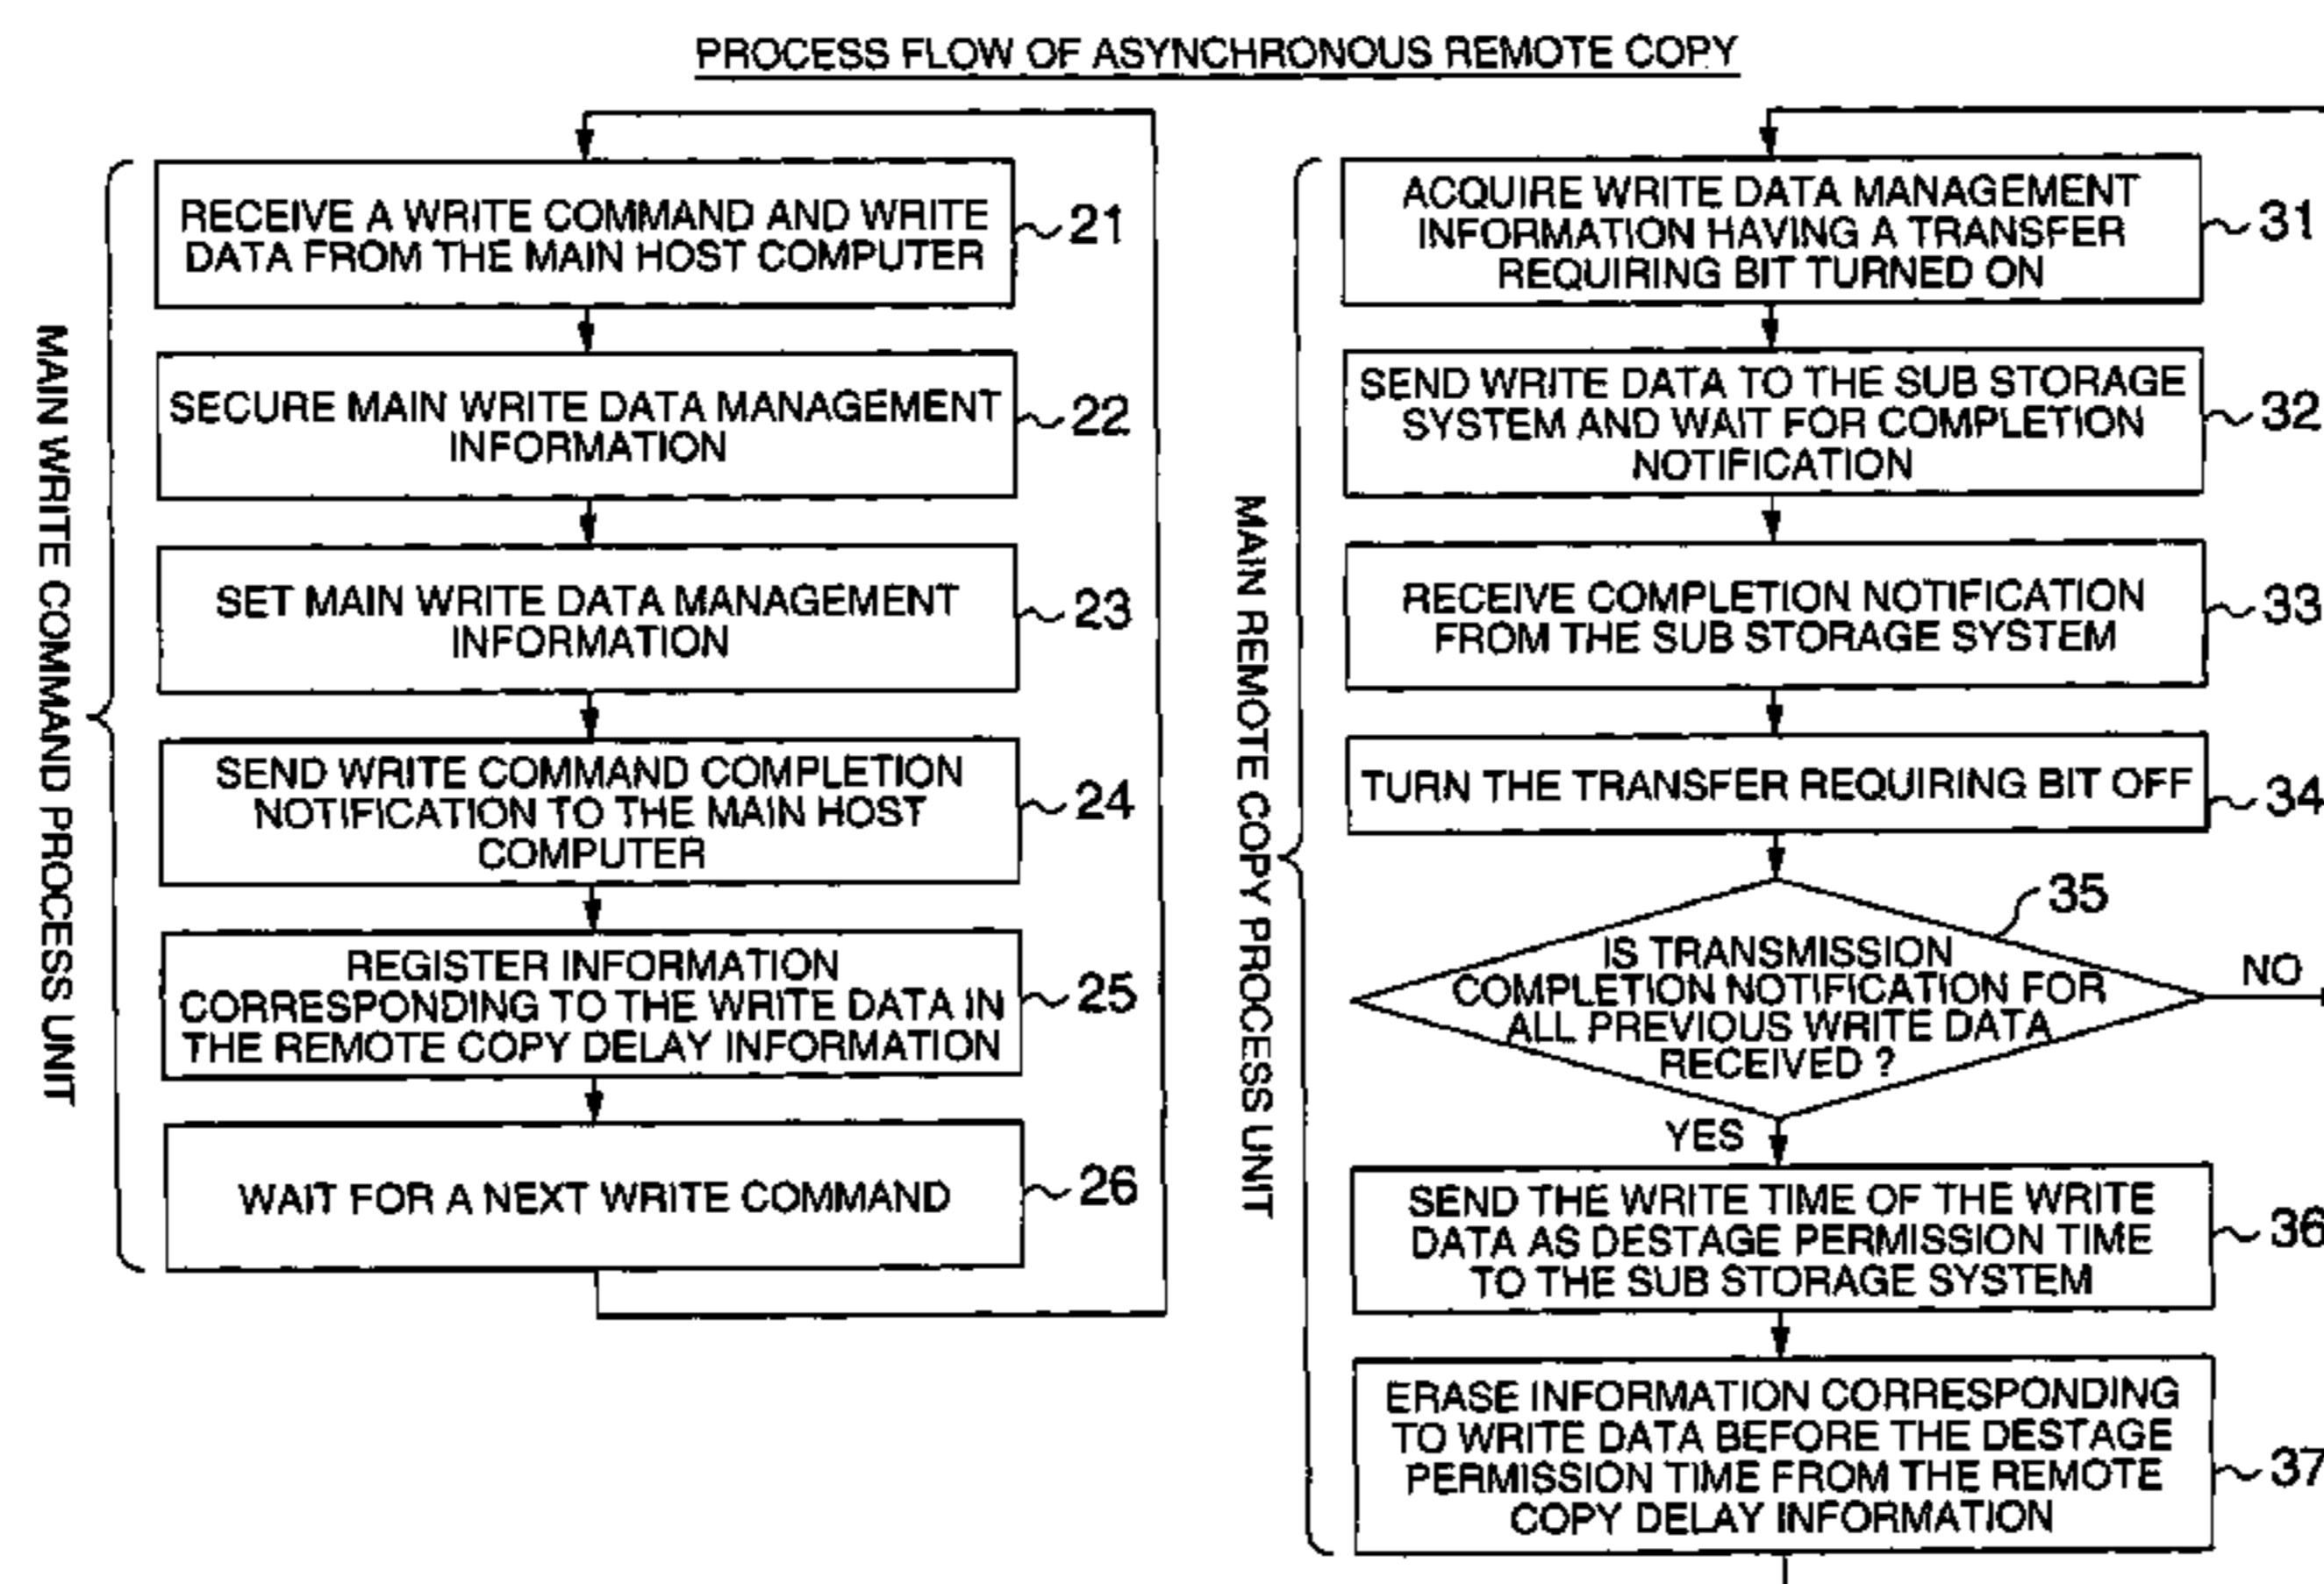 PROCESS FLOW OF ASYNCHRONOUS REMOTE COPY
MAIN WRITE COMMAND PROCESS UNIT
RECEIVE A WRITE COMMAND AND WRITE
DATA FROM THE MAIN HOST COMPUTER
21
SECURE MAIN WRITE DATA MANAGEMENT
INFORMATION
22
SET MAIN WRITE DATA MANAGEMENT
INFORMATION
23
SEND WRITE COMMAND COMPLETION
NOTIFICATION TO THE MAIN HOST
COMPUTER
24
REGISTER INFORMATION
CORRESPONDING TO THE WRITE DATA IN
THE REMOTE COPY DELAY INFORMATION
25
WAIT FOR A NEXT WRITE COMMAND
26
MAIN REMOTE COPY PROCESS UNIT
ACQUIRE WRITE DATA MANAGEMENT
INFORMATION HAVING A TRANSFER
REQUIRING BIT TURNED ON
31
SEND WRITE DATA TO THE SUB STORAGE
SYSTEM AND WAIT FOR COMPLETION
NOTIFICATION
32
RECEIVE COMPLETION NOTIFICATION
FROM THE SUB STORAGE SYSTEM
33
TURN THE TRANSFER REQUIRING BIT OFF
34
35
IS TRANSMISSION
COMPLETION NOTIFICATION FOR
ALL PREVIOUS WRITE DATA
RECEIVED ?
NO
YES
SEND THE WRITE TIME OF THE WRITE
DATA AS DESTAGE PERMISSION TIME
TO THE SUB STORAGE SYSTEM
36
ERASE INFORMATION CORRESPONDING
TO WRITE DATA BEFORE THE DESTAGE
PERMISSION TIME FROM THE REMOTE
COPY DELAY INFORMATION
37